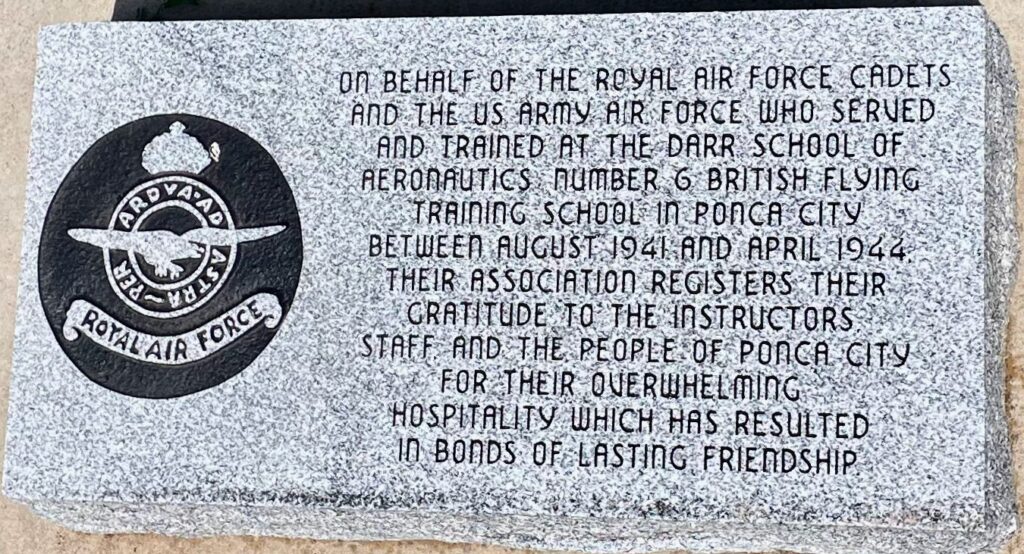 ON BEHALF OF THE ROYAL AIR FORCE CADETS
AND THE US ARMY AIR FORCE WHO SERVED
AND TRAINED AT THE DARR SCHOOL OF
AERONAUTICS, NUMBER 6 BRITISH FLYING
TRAINING SCHOOL IN PONCA CITY
BETWEEN AUGUST 1941 AND APRIL 1944.
THEIR ASSOCIATION REGISTERS THEIR
GRATITUDE TO THE INSTRUCTORS,
STAFF, AND THE PEOPLE OF PONCA CITY
FOR THEIR OVERWHELMING
HOSPITALITY WHICH HAS RESULTED
IN BONDS OF LASTING FRIENDSHIP
PER ARDVA·AD ASTRA
ROYAL AIR FORCE